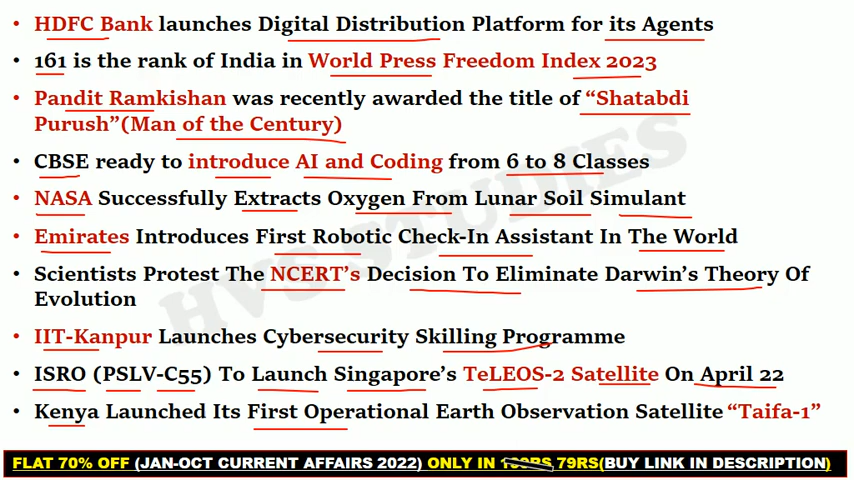 • HDFC Bank launches Digital Distribution Platform for its Agents
• 161 is the rank of India in World Press Freedom Index 2023
• Pandit Ramkishan was recently awarded the title of “Shatabdi
Purush”(Man of the Century)
• CBSE ready to introduce AI and Coding from 6 to 8 Classes
• NASA Successfully Extracts Oxygen From Lunar Soil Simulant
• Emirates Introduces First Robotic Check-In Assistant In The World
• Scientists Protest The NCERT’s Decision To Eliminate Darwin’s Theory Of
Evolution
• IIT-Kanpur Launches Cybersecurity Skilling Programme
• ISRO (PSLV-C55) To Launch Singapore’s TeLEOS-2 Satellite On April 22
• Kenya Launched Its First Operational Earth Observation Satellite “Taifa-1”
HVS STUDIES
FLAT 70% OFF (JAN-OCT CURRENT AFFAIRS 2022) ONLY IN 199RS 79RS(BUY LINK IN DESCRIPTION)